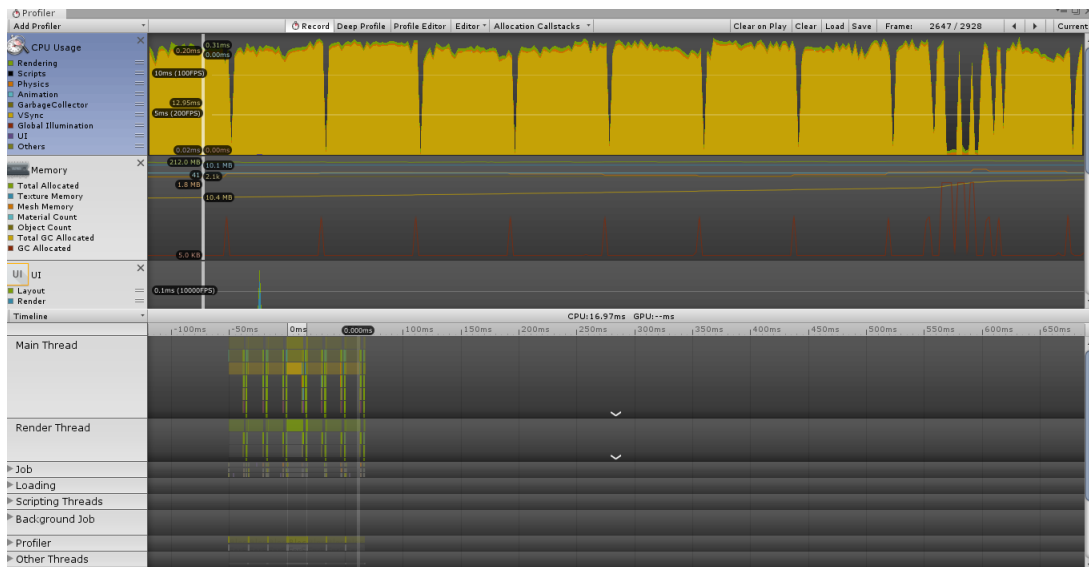 Profiler
Add Profiler
Record Deep Profile Profile Editor Editor Allocation Callstacks
Clear on Play Clear Load Save Frame: 2647 / 2928 Current
CPU Usage
Rendering
Scripts
Physics
Animation
GarbageCollector
VSync
Global Illumination
UI
Others
0.31ms
0.20ms
0.00ms
10ms (100FPS)
12.95ms
5ms (200FPS)
0.02ms
0.00ms
Memory
Total Allocated
Texture Memory
Mesh Memory
Material Count
Object Count
Total GC Allocated
GC Allocated
212.0 MB
10.1 MB
41
2.1k
1.8 MB
10.4 MB
5.0 KB
UI UI
Layout
Render
0.1ms (10000FPS)
Timeline
CPU:16.97ms GPU:--ms
-100ms -50ms 0ms 0.000ms 100ms 150ms 200ms 250ms 300ms 350ms 400ms 450ms 500ms 550ms 600ms 650ms
Main Thread
Render Thread
Job
Loading
Scripting Threads
Background Job
Profiler
Other Threads